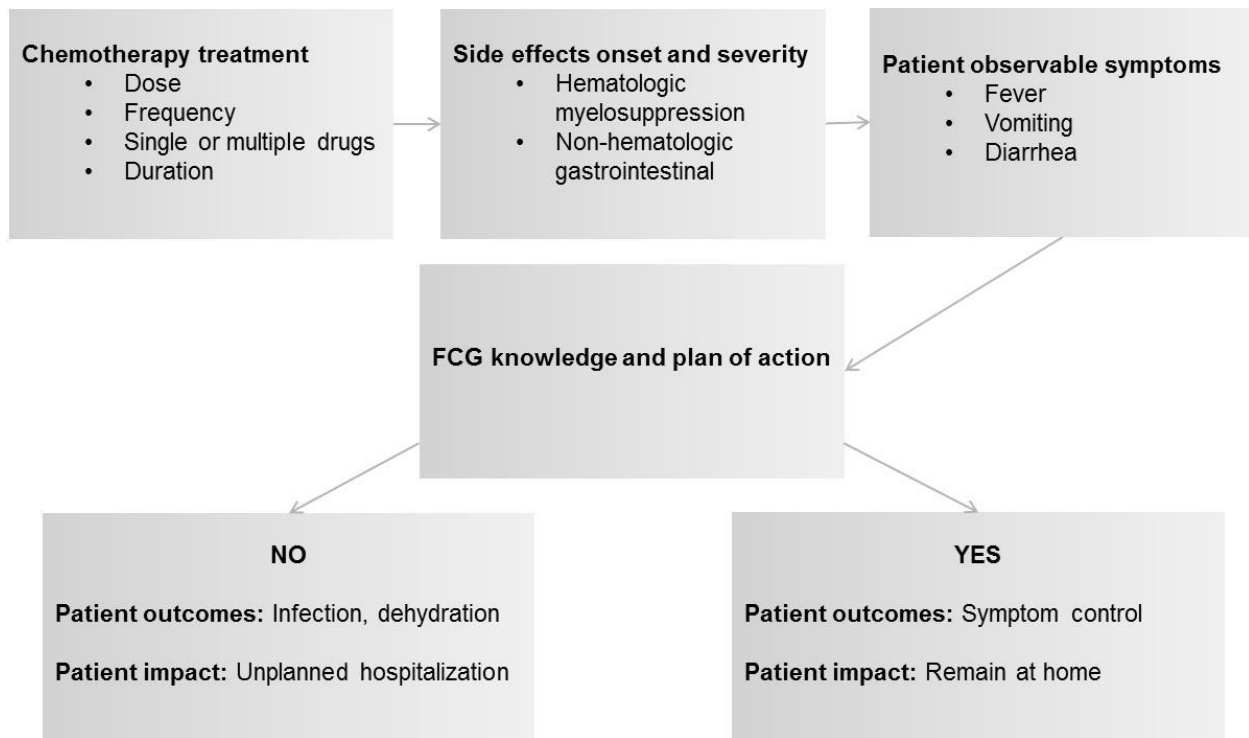 Chemotherapy treatment
• Dose
• Frequency
• Single or multiple drugs
• Duration
Side effects onset and severity
• Hematologic
myelosuppression
• Non-hematologic
gastrointestinal
Patient observable symptoms
• Fever
• Vomiting
• Diarrhea
FCG knowledge and plan of action
NO
Patient outcomes: Infection, dehydration
Patient impact: Unplanned hospitalization
YES
Patient outcomes: Symptom control
Patient impact: Remain at home